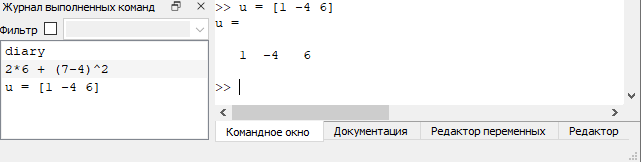 Журнал выполненных команд
Фильтр
diary
2*6 + (7-4)^2
u = [1 -4 6]
>> u = [1 -4 6]
u =
1 -4 6
>>
Командное окно Документация Редактор переменных Редактор